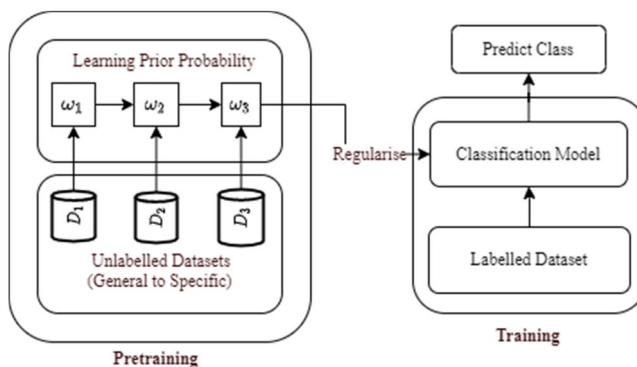 Learning Prior Probability
ω₁ ω₂ ω₃
D₁ D₂ D₃
Unlabelled Datasets
(General to Specific)
Pretraining
Regularise
Predict Class
Classification Model
Labelled Dataset
Training